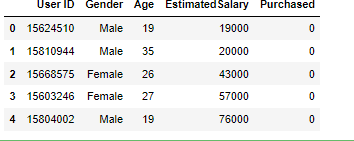 User ID Gender Age EstimatedSalary Purchased
0 15624510 Male 19 19000 0
1 15810944 Male 35 20000 0
2 15668575 Female 26 43000 0
3 15603246 Female 27 57000 0
4 15804002 Male 19 76000 0